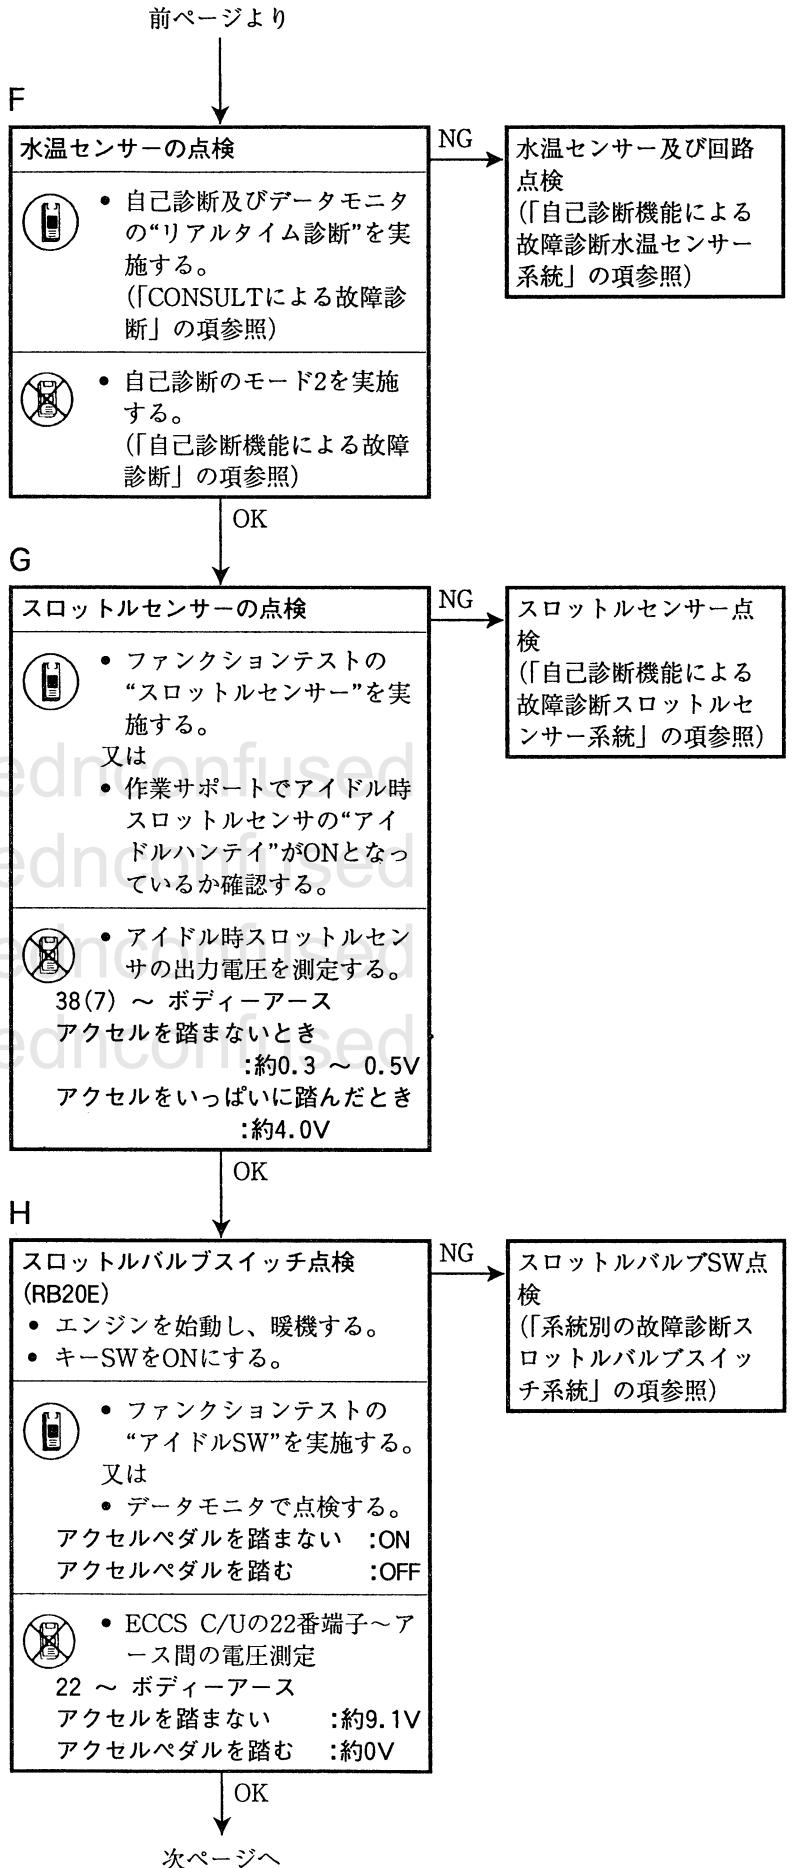 前ページより
F
水温センサーの点検
• 自己診断及びデータモニタ
の“リアルタイム診断”を実
施する。
(「CONSULTによる故障診
断」の項参照)
• 自己診断のモード2を実施
する。
(「自己診断機能による故障
診断」の項参照)
NG
水温センサー及び回路
点検
(「自己診断機能による
故障診断水温センサー
系統」の項参照)
OK
G
スロットルセンサーの点検
• ファンクションテストの
“スロットルセンサー”を実
施する。
又は
• 作業サポートでアイドル時
スロットルセンサの“アイ
ドルハンテイ”がONとなっ
ているか確認する。
• アイドル時スロットルセン
サの出力電圧を測定する。
38(7) ～ ボディーアース
アクセルを踏まないとき
:約0.3 ～ 0.5V
アクセルをいっぱいに踏んだとき
:約4.0V
NG
スロットルセンサー点
検
(「自己診断機能による
故障診断スロットルセ
ンサー系統」の項参照)
OK
H
スロットルバルブスイッチ点検
(RB20E)
• エンジンを始動し、暖機する。
• キーSWをONにする。
• ファンクションテストの
“アイドルSW”を実施する。
又は
• データモニタで点検する。
アクセルペダルを踏まない :ON
アクセルペダルを踏む :OFF
• ECCS C/Uの22番端子～ア
ース間の電圧測定
22 ～ ボディーアース
アクセルを踏まない :約9.1V
アクセルペダルを踏む :約0V
NG
スロットルバルブSW点
検
(「系統別の故障診断ス
ロットルバルブスイッ
チ系統」の項参照)
OK
次ページへ
ednconfused
ednconfused
ednconfused
ednconfused